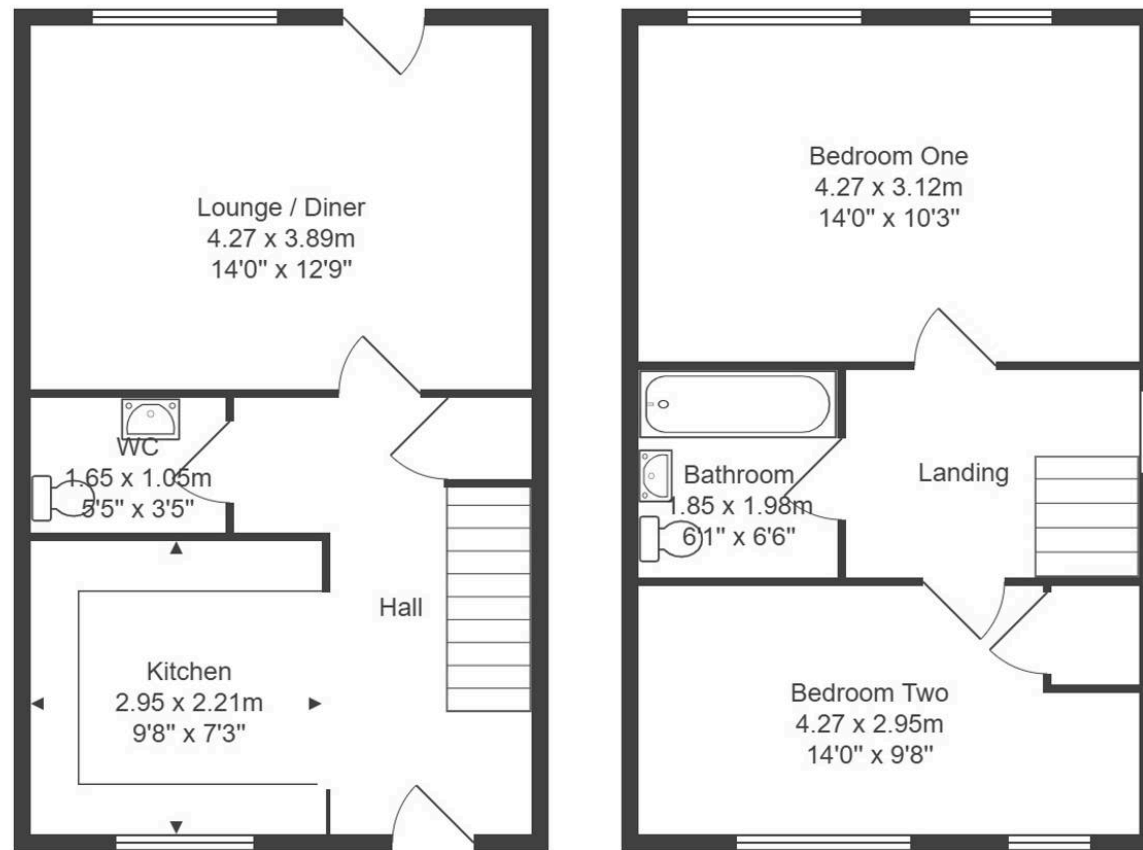 Lounge / Diner
4.27 x 3.89m
14'0" x 12'9"
WC
1.65 x 1.05m
5'5" x 3'5"
Kitchen
2.95 x 2.21m
9'8" x 7'3"
Hall
Bedroom One
4.27 x 3.12m
14'0" x 10'3"
Bathroom
1.85 x 1.98m
6'1" x 6'6"
Landing
Bedroom Two
4.27 x 2.95m
14'0" x 9'8"